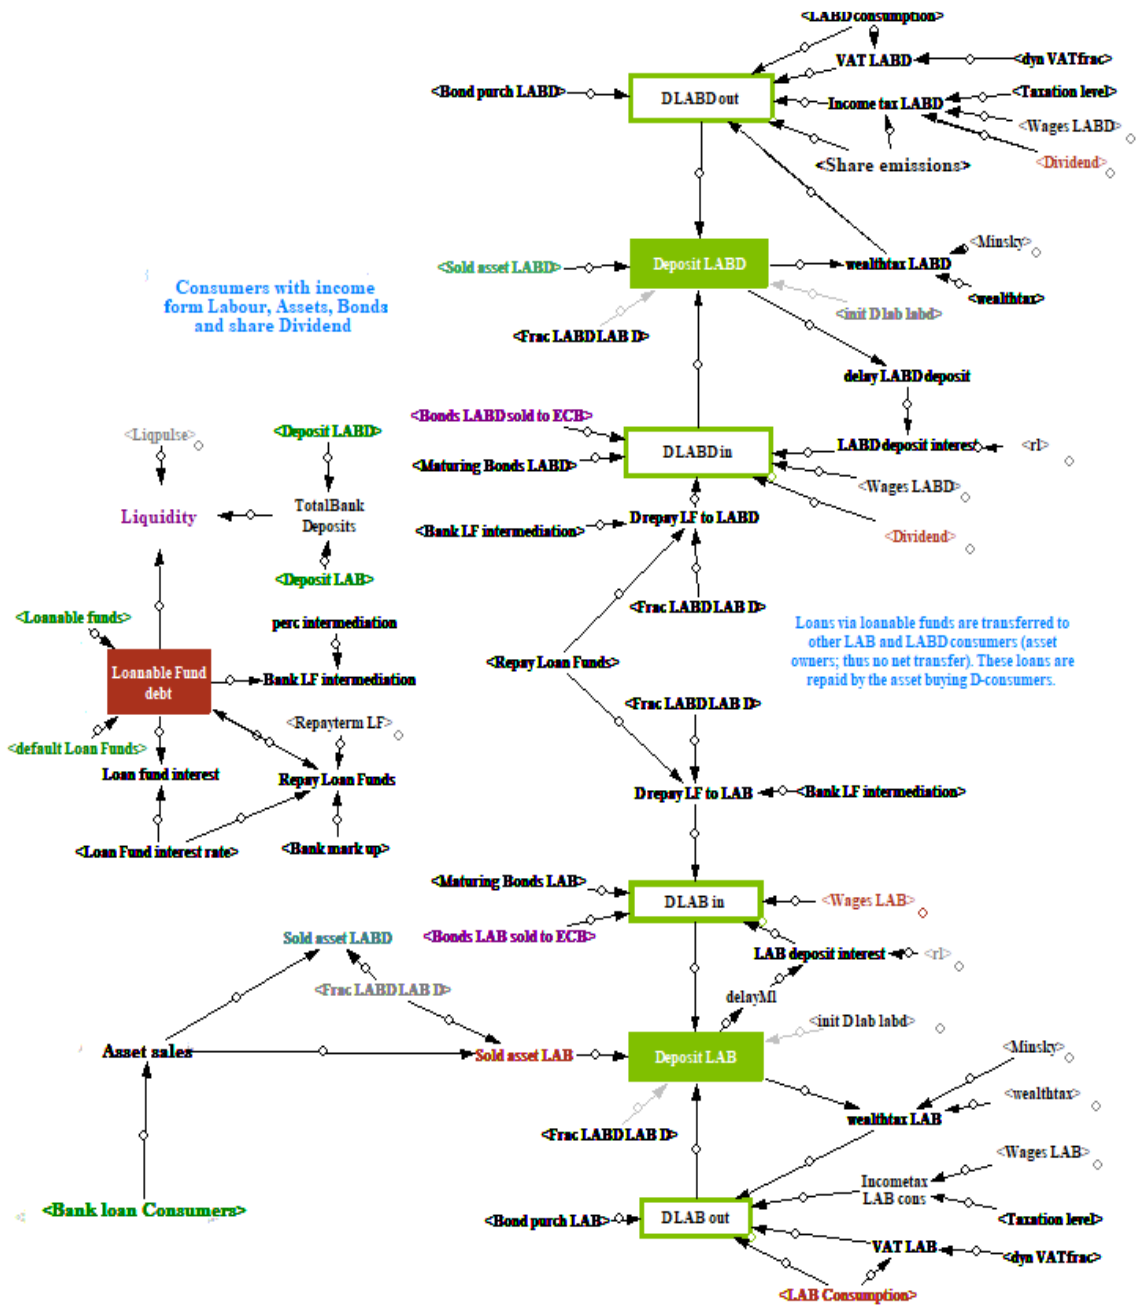 <LABD consumption>
VAT LABD
<dyn VATfrac>
<Bond purch LABD>
DLABD out
<Taxation level>
Income tax LABD
<Wages LABD>
<Share emissions>
<Dividend>
<Minsky>
<Sold asset LABD>
Deposit LABD
wealthtax LABD
<wealthtax>
Consumers with income
form Labour, Assets, Bonds
and share Dividend
<init D lab labd>
<Frac LABD LAB D>
delay LABD deposit
<Bonds LABD sold to ECB>
<Liqpulse>
<Deposit LABD>
DLABD in
LABD deposit interest
<r1>
<Maturing Bonds LABD>
<Wages LABD>
Liquidity
TotalBank
Deposits
D repay LF to LABD
<Bank LF intermediation>
<Dividend>
<Deposit LAB>
<Frac LABD LAB D>
<Loanable funds>
perc intermediation
Loans via loanable funds are transferred to
other LAB and LABD consumers (asset
owners; thus no net transfer). These loans are
repaid by the asset buying D-consumers.
<Repay Loan Funds>
Loannable Fund
debt
Bank LF intermediation
<Frac LABD LAB D>
<Repayterm LF>
<default Loan Funds>
Loan fund interest
Repay Loan Funds
D repay LF to LAB
<Bank LF intermediation>
<Loan Fund interest rate>
<Bank mark up>
<Maturing Bonds LAB>
DLAB in
<Wages LAB>
Sold asset LABD
<Bonds LAB sold to ECB>
LAB deposit interest
<r1>
<Frac LABD LAB D>
delayM1
<init D lab labd>
Asset sales
Sold asset LAB
Deposit LAB
<Minsky>
<wealthtax>
wealthtax LAB
<Frac LABD LAB D>
<Wages LAB>
Incometax
LAB cons
<Bank loan Consumers>
<Bond purch LAB>
DLAB out
<Taxation level>
VAT LAB
<dyn VATfrac>
<LAB Consumption>